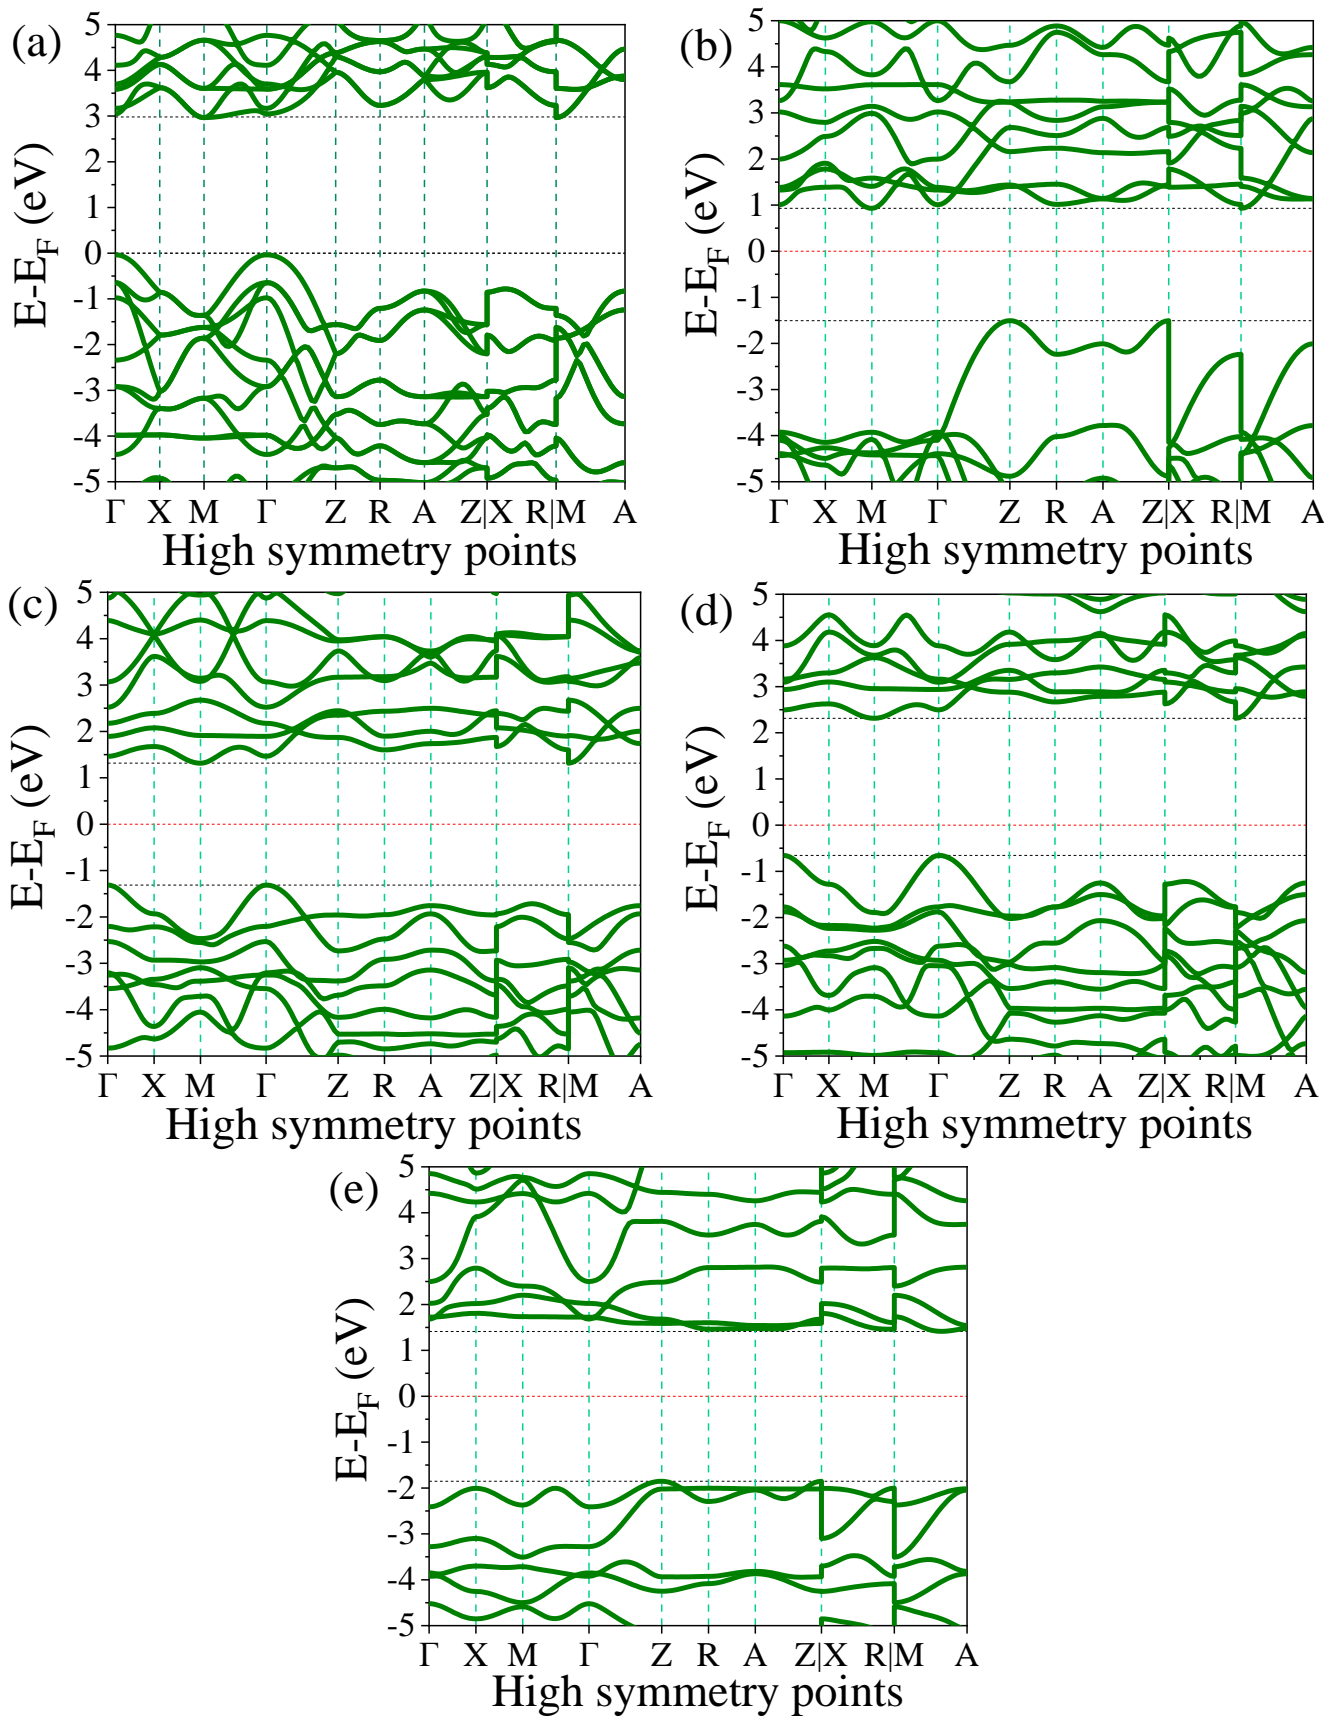 (a)
5
4
3
2
1
0
-1
-2
-3
-4
-5
E-E_F (eV)
Γ X M Γ Z R A Z|X R|M A
High symmetry points
(b)
5
4
3
2
1
0
-1
-2
-3
-4
-5
E-E_F (eV)
Γ X M Γ Z R A Z|X R|M A
High symmetry points
(c)
5
4
3
2
1
0
-1
-2
-3
-4
-5
E-E_F (eV)
Γ X M Γ Z R A Z|X R|M A
High symmetry points
(d)
5
4
3
2
1
0
-1
-2
-3
-4
-5
E-E_F (eV)
Γ X M Γ Z R A Z|X R|M A
High symmetry points
(e)
5
4
3
2
1
0
-1
-2
-3
-4
-5
E-E_F (eV)
Γ X M Γ Z R A Z|X R|M A
High symmetry points